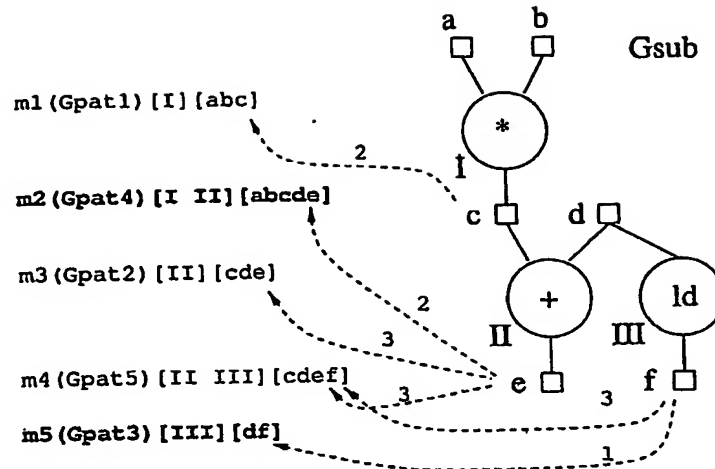 a
b
Gsub
m1(Gpat1)[I][abc]
*
2
I
m2(Gpat4)[I II][abcde]
c
d
m3(Gpat2)[II][cde]
+
ld
2
II
III
3
m4(Gpat5)[II III][cdef]
3
e
f
3
m5(Gpat3)[III][df]
1